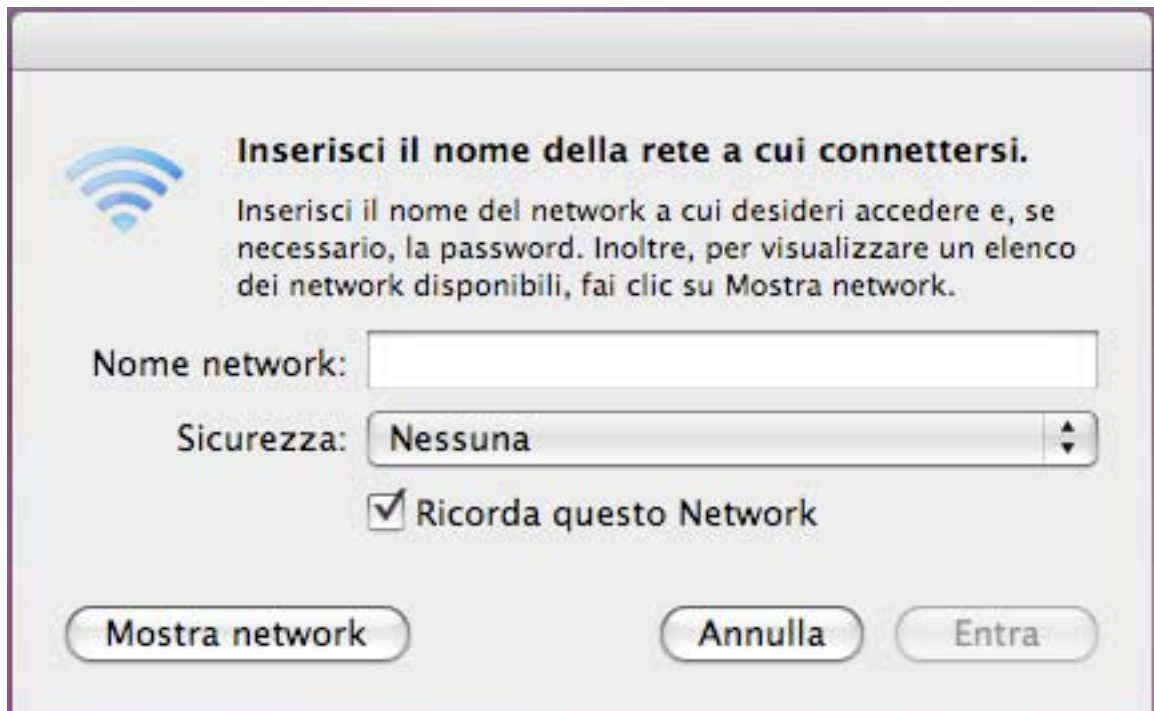 Inserisci il nome della rete a cui connettersi.
Inserisci il nome del network a cui desideri accedere e, se
necessario, la password. Inoltre, per visualizzare un elenco
dei network disponibili, fai clic su Mostra network.
Nome network:
Sicurezza: Nessuna
Ricorda questo Network
Mostra network Annulla Entra